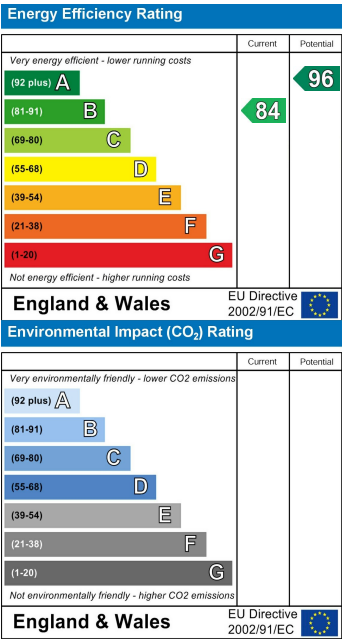 Energy Efficiency Rating
Current Potential
Very energy efficient - lower running costs
(92 plus) A 96
(81-91) B 84
(69-80) C
(55-68) D
(39-54) E
(21-38) F
(1-20) G
Not energy efficient - higher running costs
England & Wales EU Directive
2002/91/EC
Environmental Impact (CO₂) Rating
Current Potential
Very environmentally friendly - lower CO2 emissions
(92 plus) A
(81-91) B
(69-80) C
(55-68) D
(39-54) E
(21-38) F
(1-20) G
Not environmentally friendly - higher CO2 emissions
England & Wales EU Directive
2002/91/EC